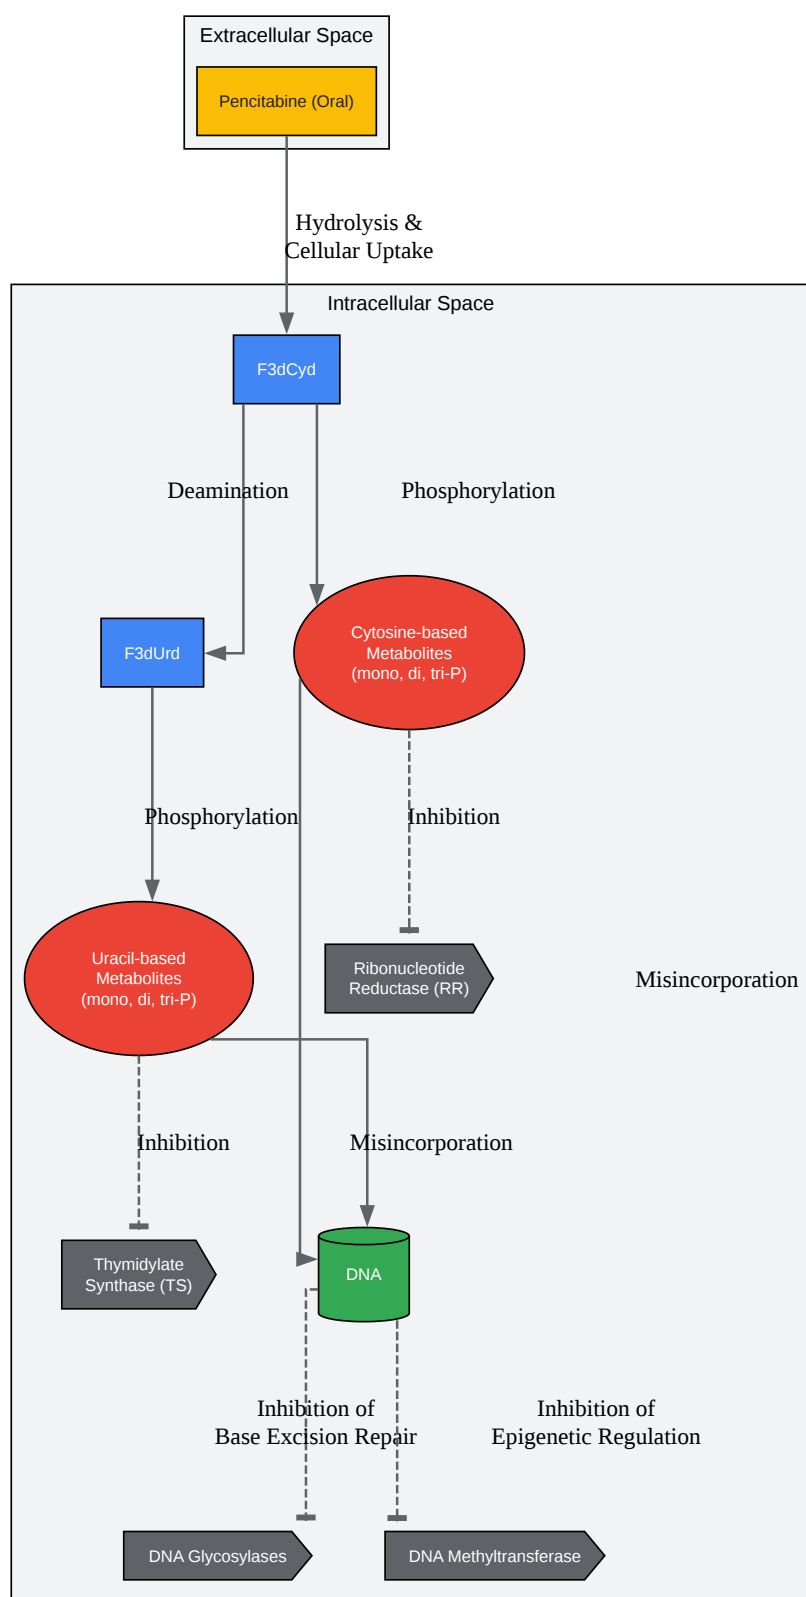 Extracellular Space
Pencitabine (Oral)
Hydrolysis &
Cellular Uptake
Intracellular Space
F3dCyd
Deamination
Phosphorylation
Cytosine-based
Metabolites
(mono, di, tri-P)
F3dUrd
Phosphorylation
Inhibition
Uracil-based
Metabolites
(mono, di, tri-P)
Ribonucleotide
Reductase (RR)
Misincorporation
Inhibition
Misincorporation
Thymidylate
Synthase (TS)
DNA
Inhibition of
Base Excision Repair
Inhibition of
Epigenetic Regulation
DNA Glycosylases
DNA Methyltransferase